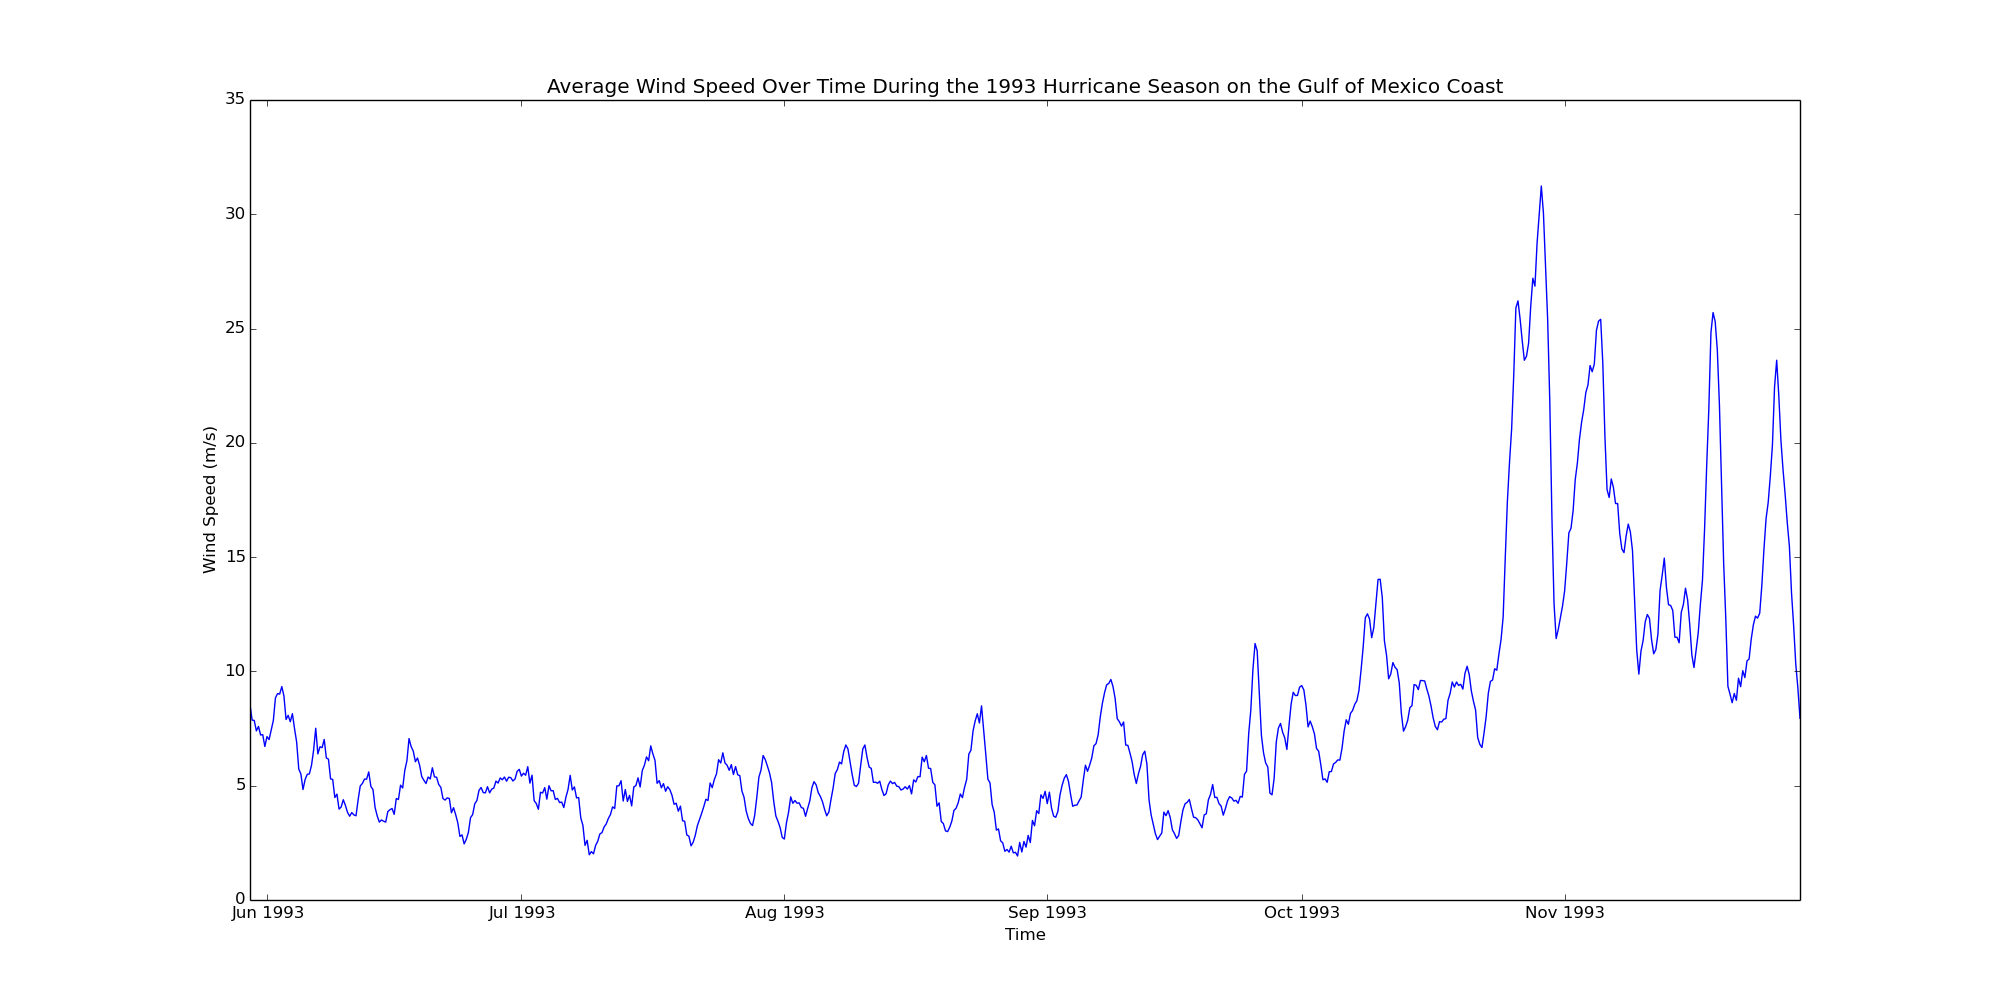 Average Wind Speed Over Time During the 1993 Hurricane Season on the Gulf of Mexico Coast
35
30
25
20
15
10
5
0
Wind Speed (m/s)
Jun 1993 Jul 1993 Aug 1993 Sep 1993 Oct 1993 Nov 1993
Time